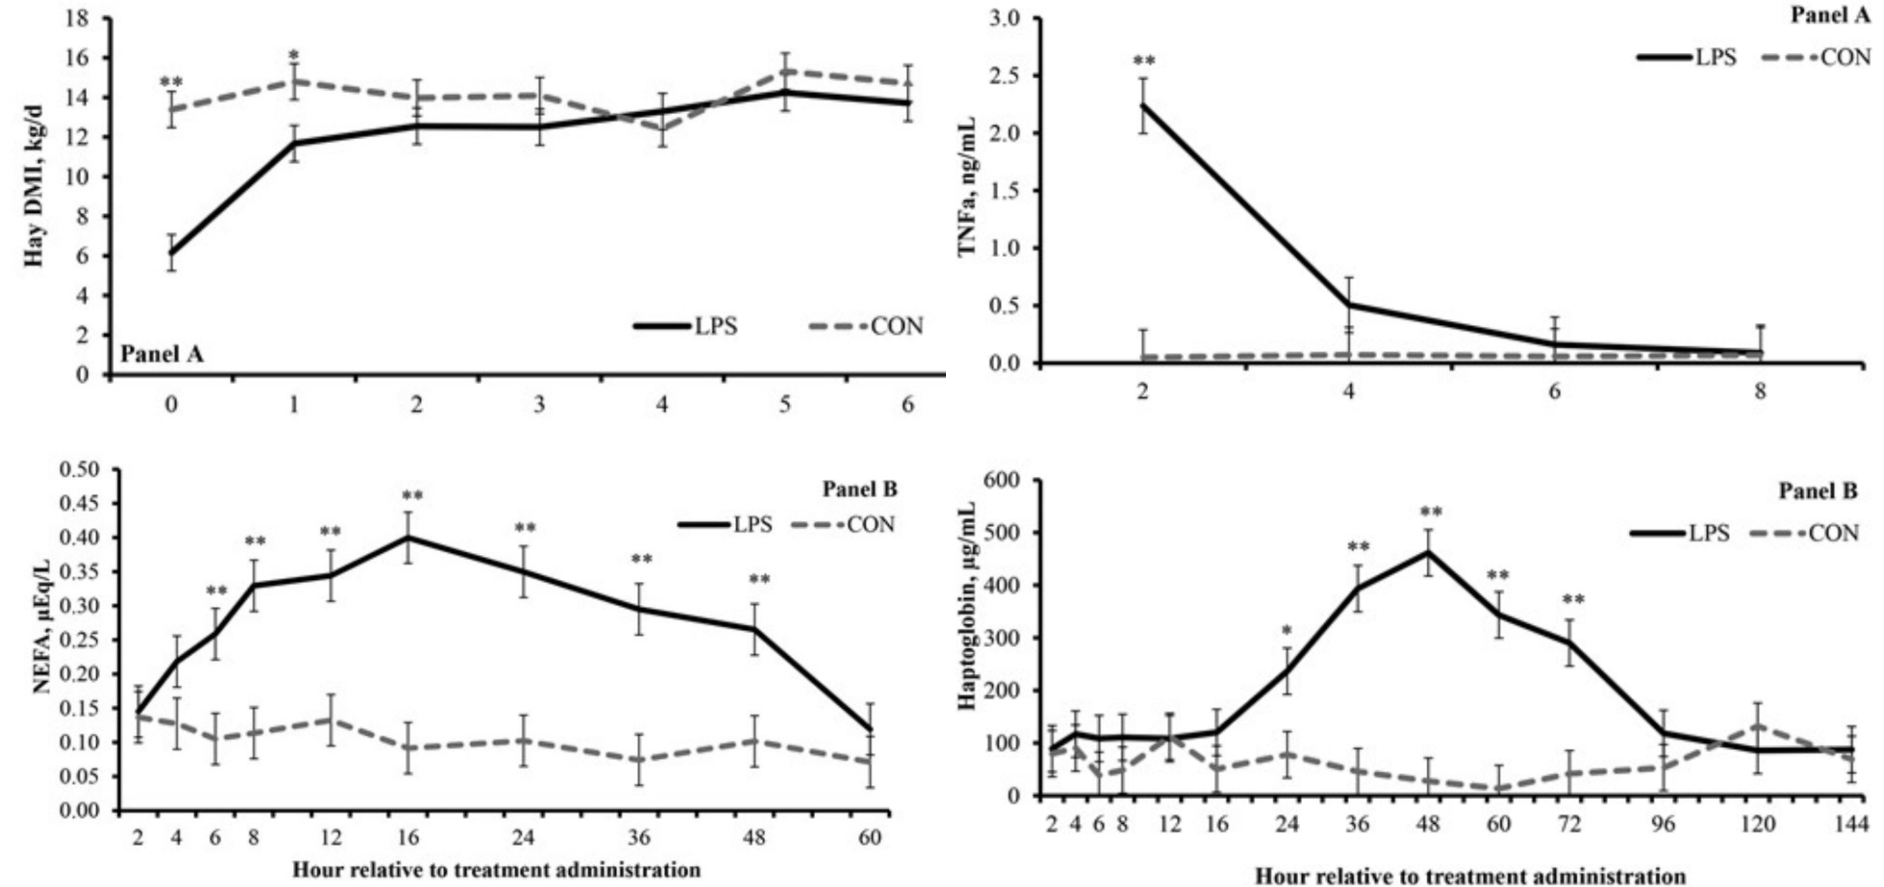 18
16
14
12
10
8
6
4
2
0
Hay DMI, kg/d
**
*
LPS CON
Panel A
0 1 2 3 4 5 6
Panel A
LPS CON
3.0
2.5
2.0
1.5
1.0
0.5
0.0
TNFa, ng/mL
**
2 4 6 8
0.50
0.45
0.40
0.35
0.30
0.25
0.20
0.15
0.10
0.05
0.00
NEFA, µEq/L
Panel B
LPS CON
** ** ** ** ** ** **
2 4 6 8 12 16 24 36 48 60
Hour relative to treatment administration
600
500
400
300
200
100
0
Haptoglobin, µg/mL
Panel B
LPS CON
* ** ** ** **
2 4 6 8 12 16 24 36 48 60 72 96 120 144
Hour relative to treatment administration